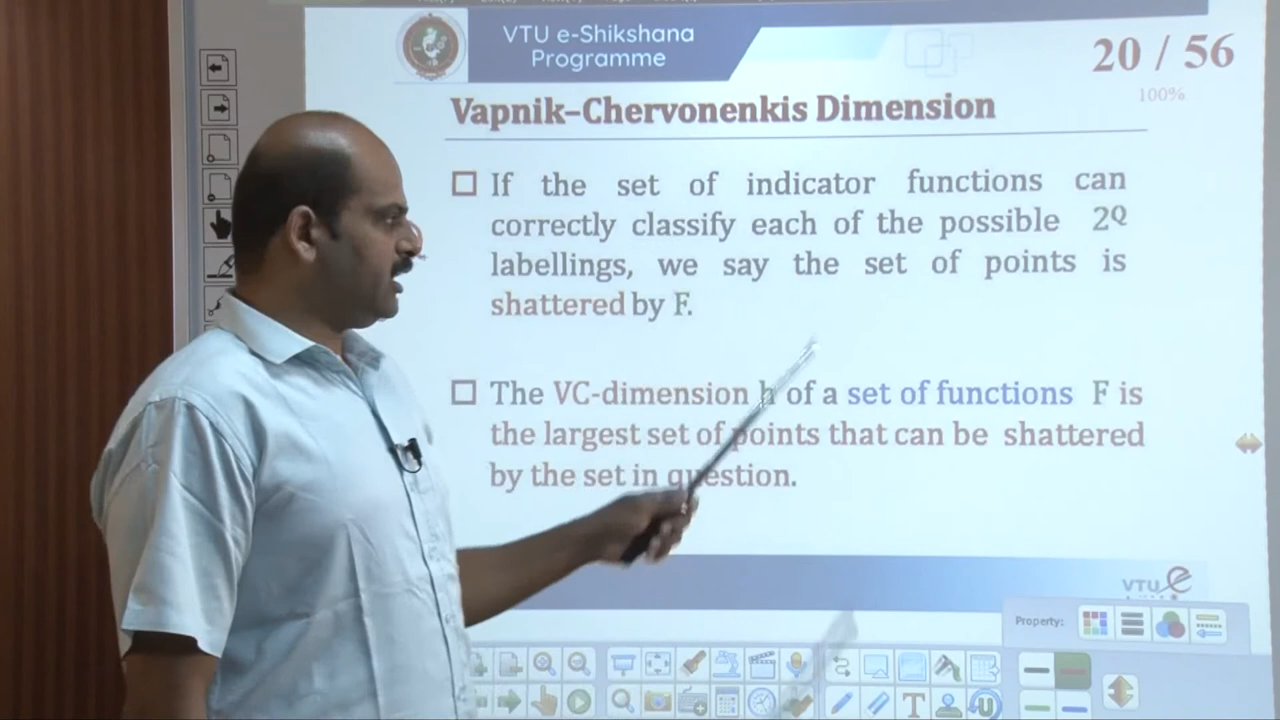 VTU e-Shikshana
Programme
20 / 56
100%
Vapnik–Chervonenkis Dimension
If the set of indicator functions can
correctly classify each of the possible 2Q
labellings, we say the set of points is
shattered by F.
The VC-dimension h of a set of functions F is
the largest set of points that can be shattered
by the set in question.
VTU e
Property:
T